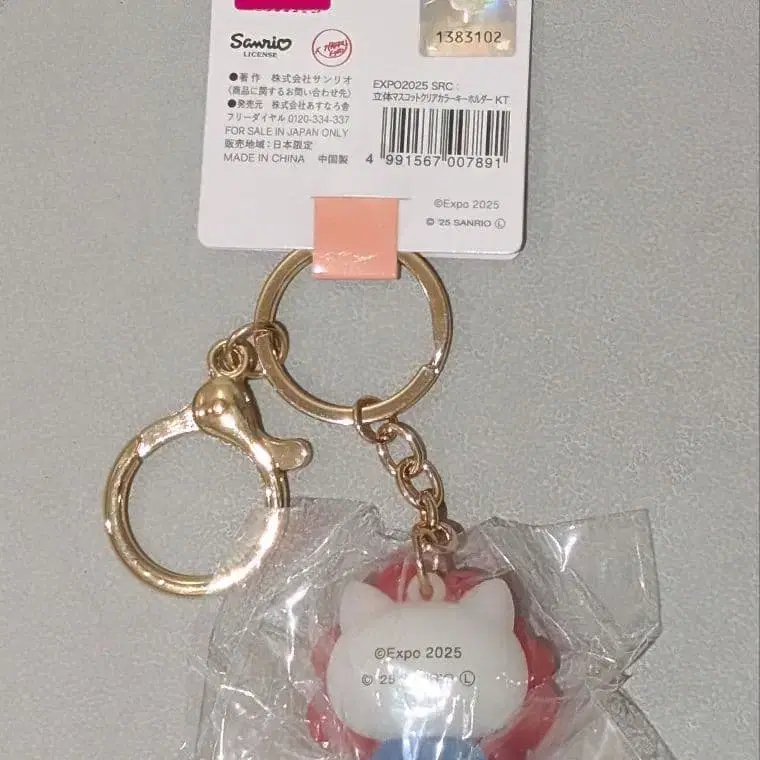 1383102
Sanrio
LICENSE
●著作 株式会社サンリオ
(商品に関するお問い合わせ先)
●発売元 株式会社あすなろ舎
フリーダイヤル 0120-334-337
FOR SALE IN JAPAN ONLY
販売地域:日本限定
MADE IN CHINA 中国製
EXPO2025 SRC:
立体マスコットクリアカラーキーホルダー KT
4 991567 007891
©Expo 2025
© '25 SANRIO Ⓛ
©Expo 2025
© '25 SANRIO Ⓛ